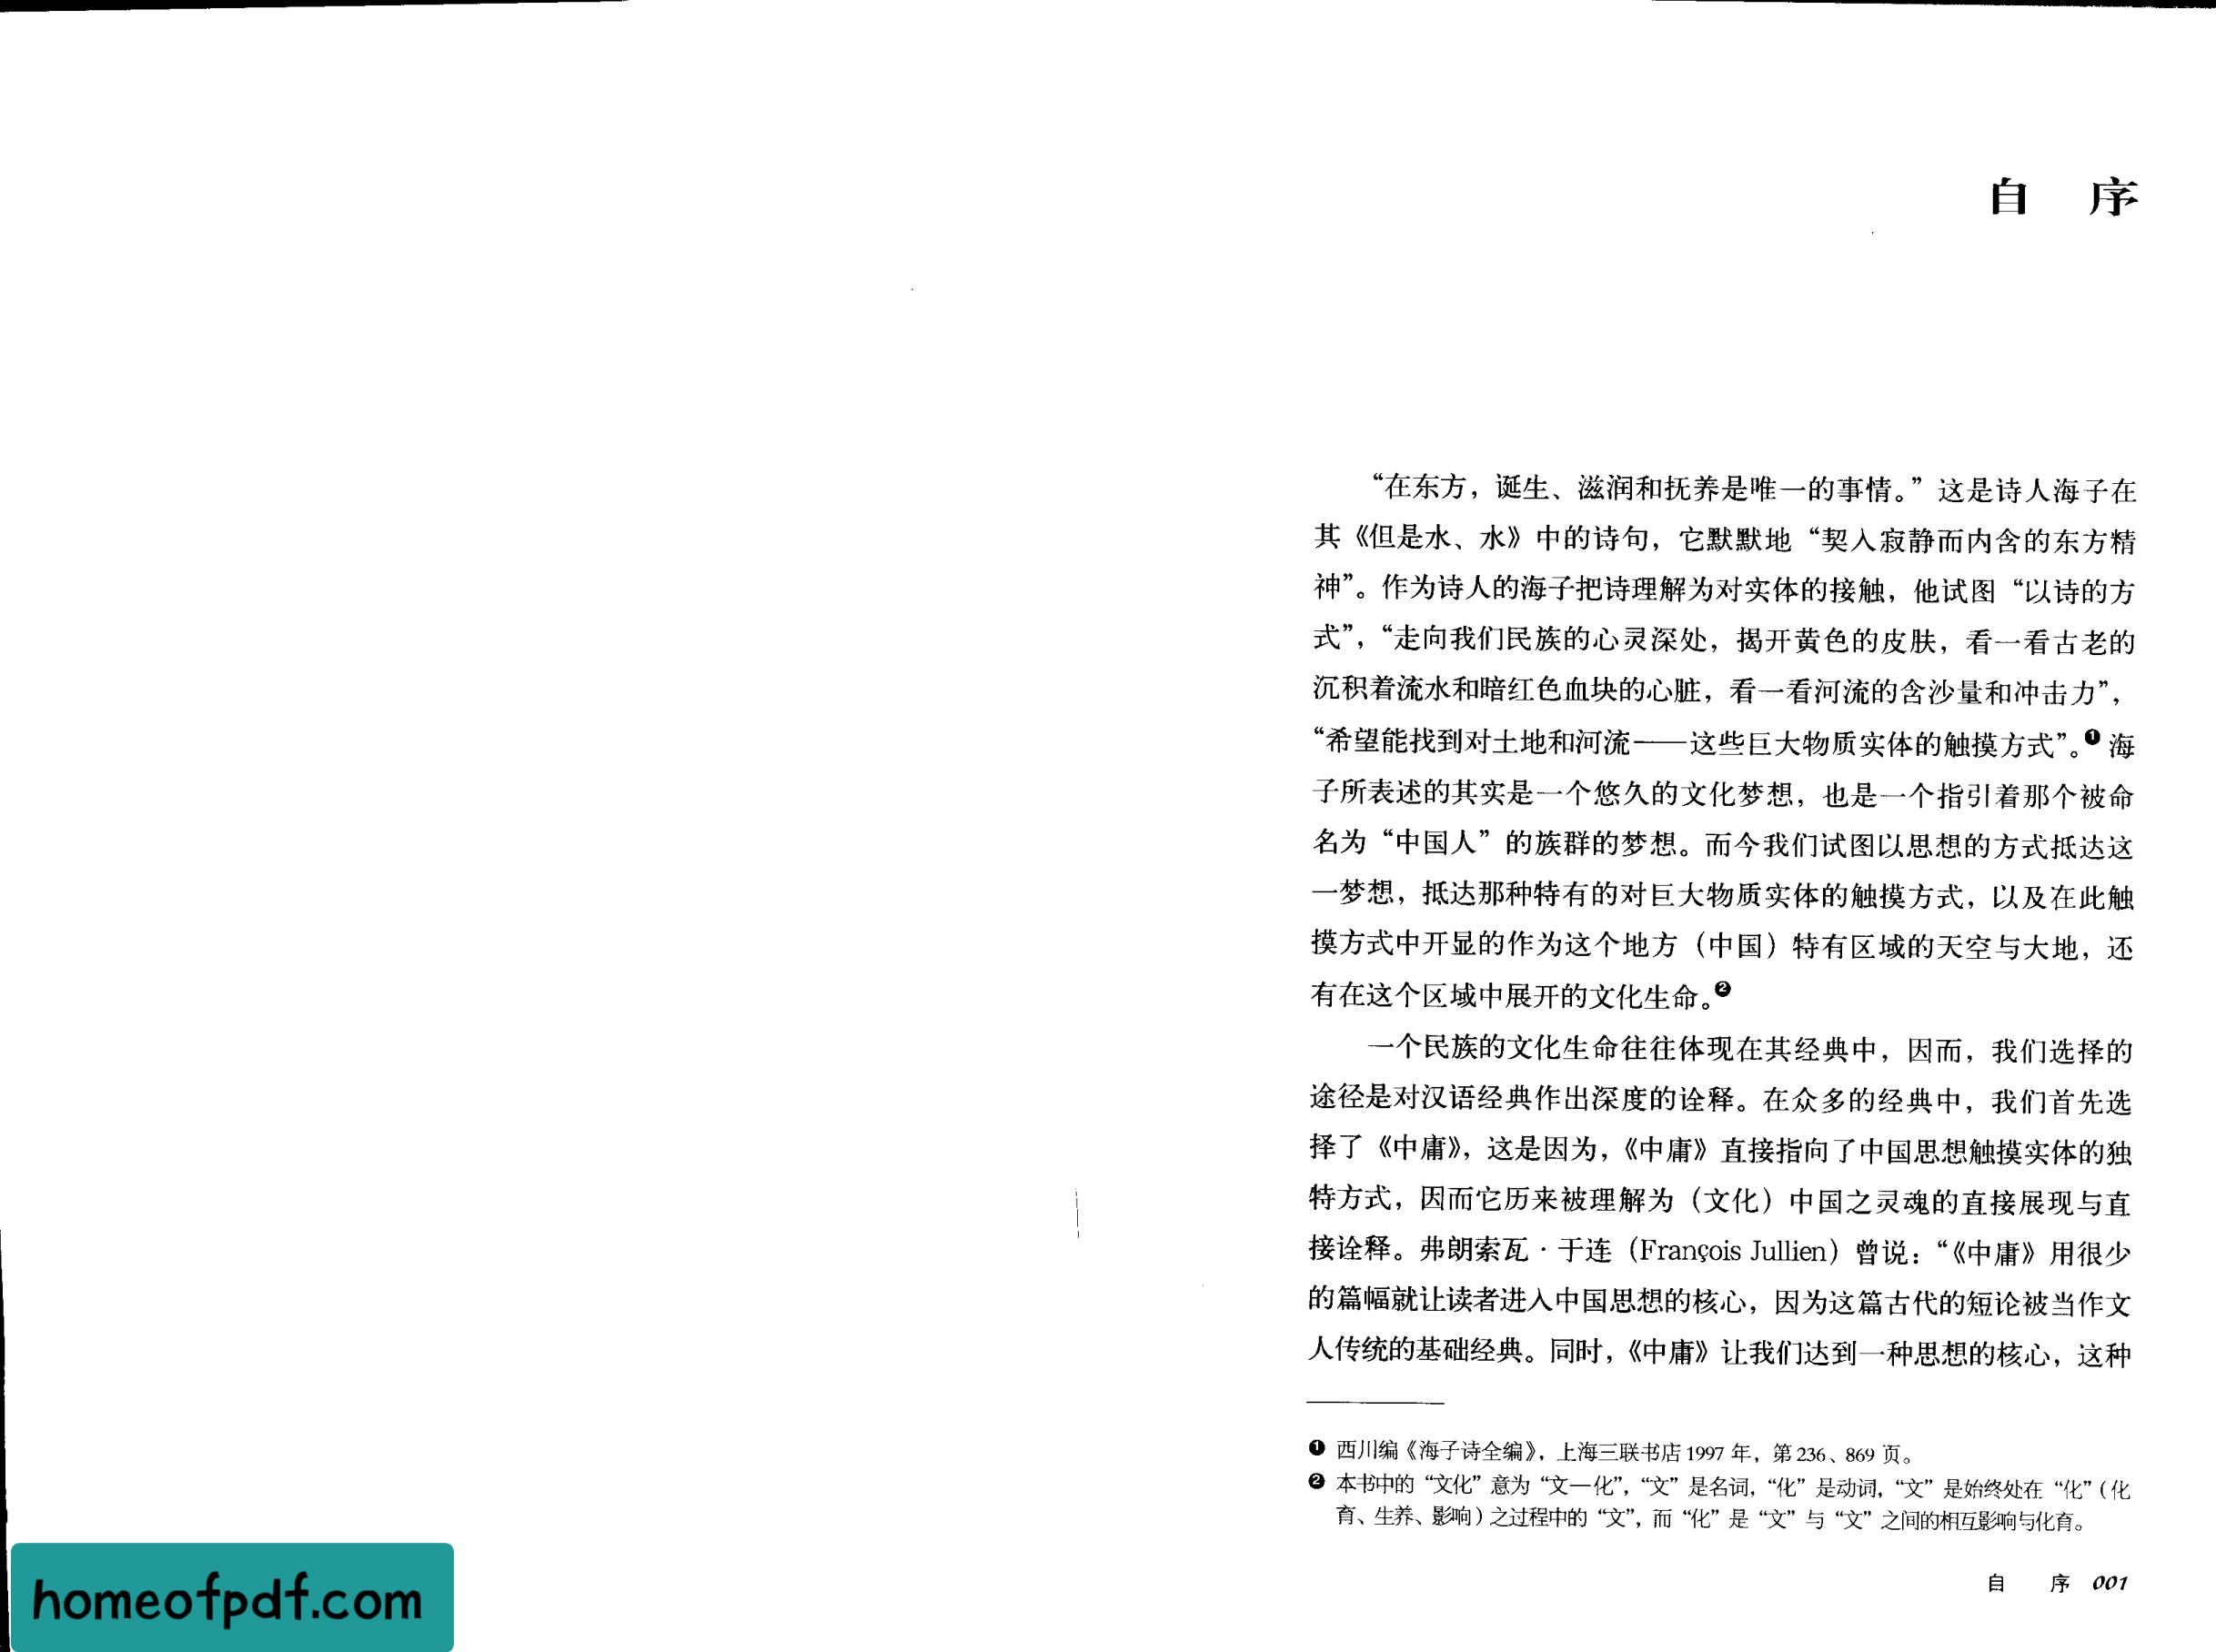 自 序
“在东方，诞生、滋润和抚养是唯一的事情。”这是诗人海子在
其《但是水、水》中的诗句，它默默地“契入寂静而内含的东方精
神”。作为诗人的海子把诗理解为对实体的接触，他试图“以诗的方
式”，“走向我们民族的心灵深处，揭开黄色的皮肤，看一看古老的
沉积着流水和暗红色血块的心脏，看一看河流的含沙量和冲击力”，
“希望能找到对土地和河流——这些巨大物质实体的触摸方式”。❶海
子所表述的其实是一个悠久的文化梦想，也是一个指引着那个被命
名为“中国人”的族群的梦想。而今我们试图以思想的方式抵达这
一梦想，抵达那种特有的对巨大物质实体的触摸方式，以及在此触
摸方式中开显的作为这个地方（中国）特有区域的天空与大地，还
有在这个区域中展开的文化生命。❷
一个民族的文化生命往往体现在其经典中，因而，我们选择的
途径是对汉语经典作出深度的诠释。在众多的经典中，我们首先选
择了《中庸》，这是因为，《中庸》直接指向了中国思想触摸实体的独
特方式，因而它历来被理解为（文化）中国之灵魂的直接展现与直
接诠释。弗朗索瓦·于连（François Jullien）曾说：“《中庸》用很少
的篇幅就让读者进入中国思想的核心，因为这篇古代的短论被当作文
人传统的基础经典。同时，《中庸》让我们达到一种思想的核心，这种
❶ 西川编《海子诗全编》，上海三联书店1997年，第236、869页。
❷ 本书中的“文化”意为“文—化”，“文”是名词，“化”是动词，“文”是始终处在“化”（化
育、生养、影响）之过程中的“文”，而“化”是“文”与“文”之间的相互影响与化育。
自 序 001
homeofpdf.com